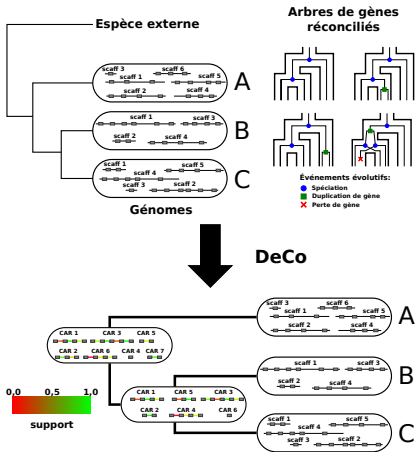 Espèce externe
Arbres de gènes
réconciliés
scaff 3 scaff 6
scaff 1 scaff 5
scaff 2 scaff 4
A
scaff 1 scaff 3
scaff 2 scaff 4
B
scaff 1 scaff 5
scaff 4
scaff 3 scaff 2
C
Génomes
Événements évolutifs:
Spéciation
Duplication de gène
Perte de gène
DeCo
scaff 3 scaff 6
scaff 1 scaff 5
scaff 2 scaff 4
A
CAR 1 CAR 3 CAR 5
CAR 2 CAR 6 CAR 4 CAR 7
scaff 1 scaff 3
scaff 2 scaff 4
B
CAR 1 CAR 5 CAR 3
CAR 2 CAR 4 CAR 6
scaff 1 scaff 5
scaff 4
scaff 3 scaff 2
C
0,0 0,5 1,0
support